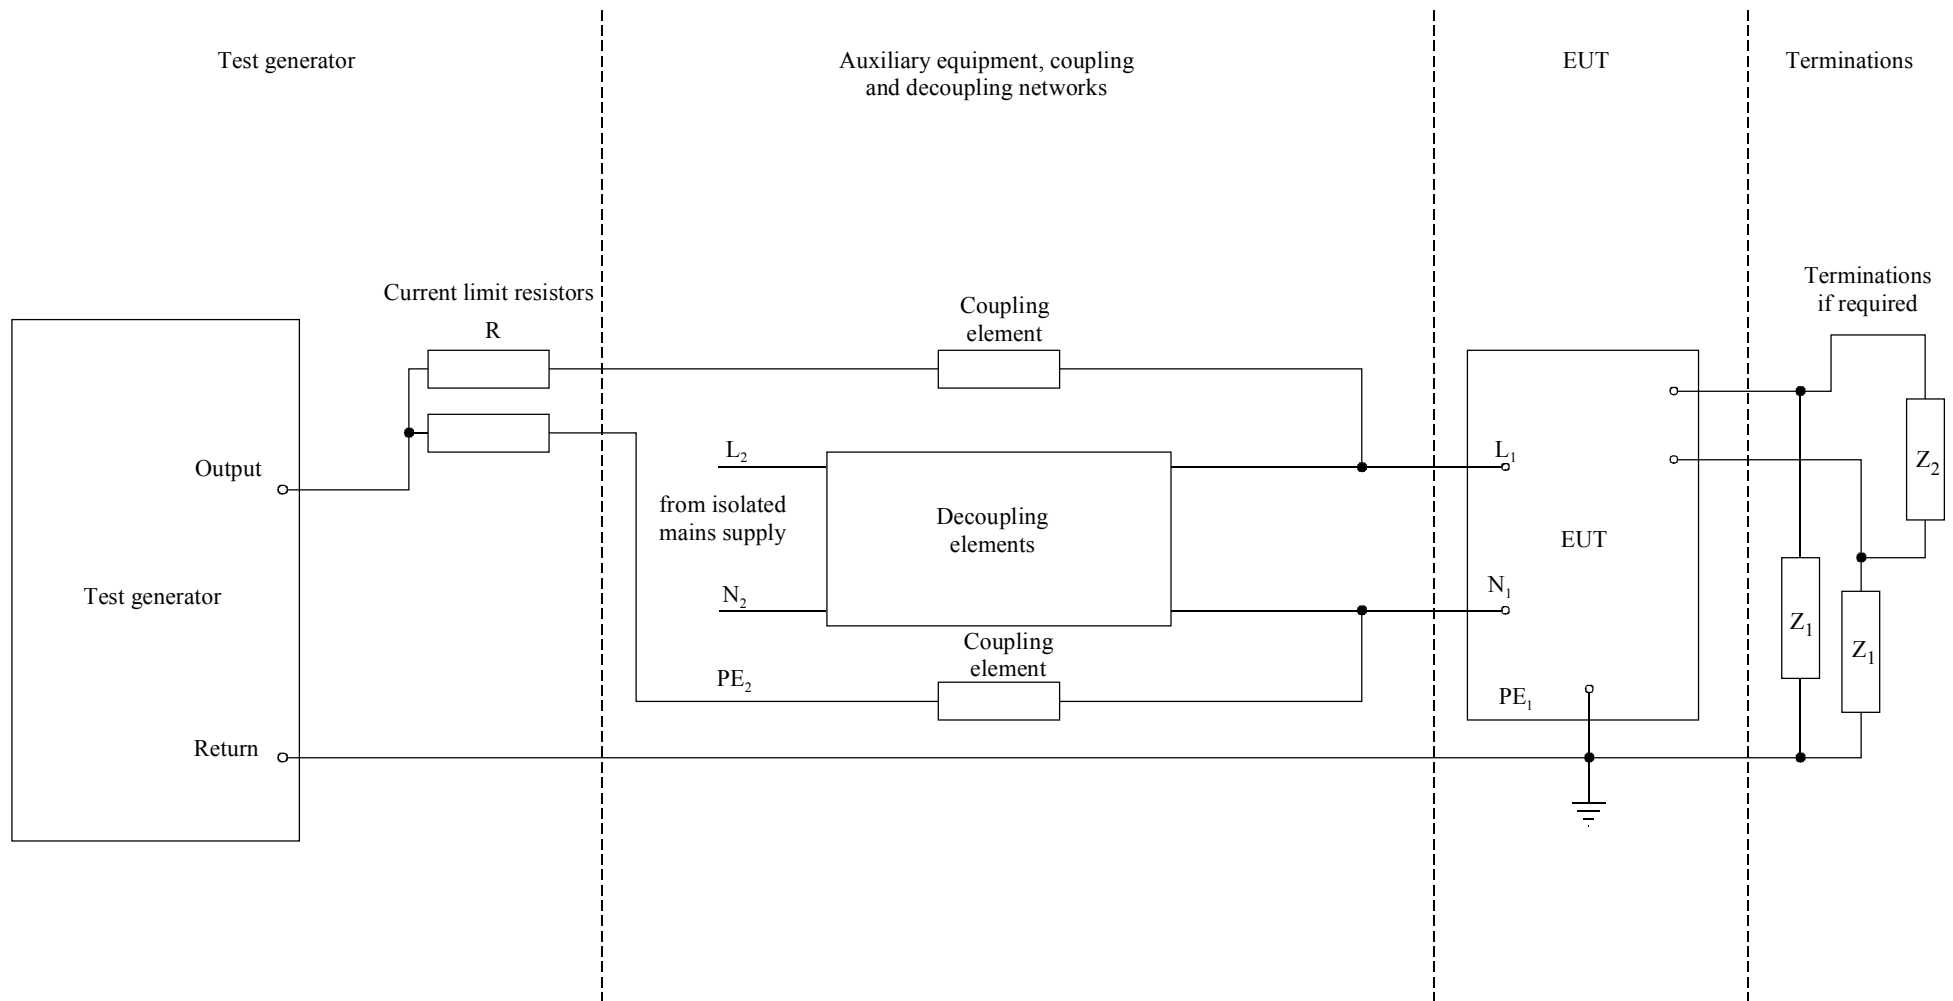 Test generator
Auxiliary equipment, coupling
and decoupling networks
EUT
Terminations
Current limit resistors
R
Coupling
element
Terminations
if required
Output
L₂
from isolated
mains supply
N₂
Decoupling
elements
L₁
EUT
N₁
Z₂
Z₁
Z₁
Test generator
Coupling
element
PE₂
PE₁
Return